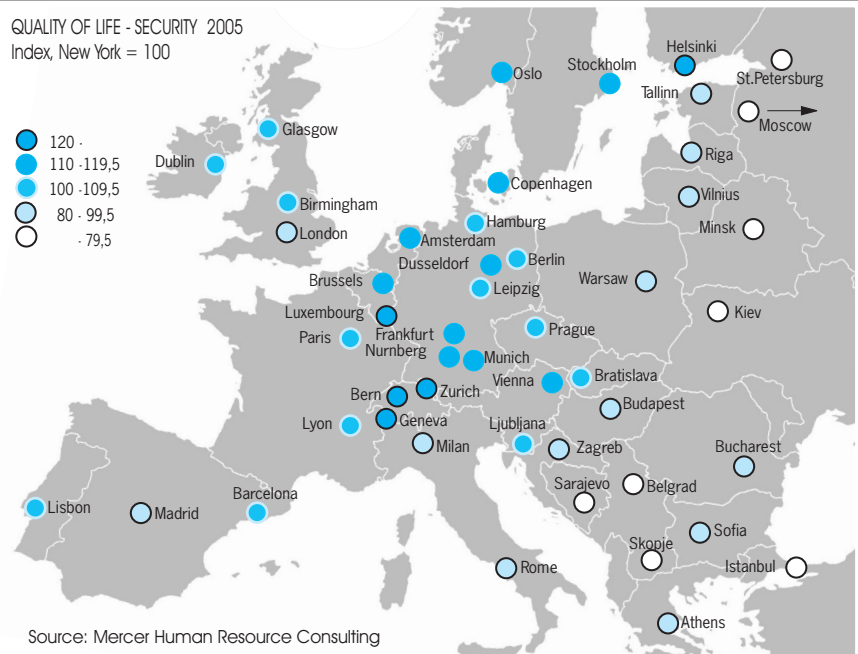 QUALITY OF LIFE - SECURITY 2005
Index, New York = 100
120 -
110 -119,5
100 -109,5
80 - 99,5
- 79,5
Helsinki
Stockholm
Oslo
St.Petersburg
Tallinn
Moscow
Glasgow
Dublin
Riga
Copenhagen
Vilnius
Birmingham
Hamburg
Minsk
London
Amsterdam
Dusseldorf
Berlin
Brussels
Warsaw
Leipzig
Luxembourg
Kiev
Paris
Frankfurt
Prague
Nurnberg
Munich
Vienna
Bratislava
Bern
Zurich
Budapest
Lyon
Geneva
Ljubljana
Milan
Zagreb
Bucharest
Sarajevo
Belgrad
Barcelona
Lisbon
Madrid
Sofia
Skopje
Rome
Istanbul
Athens
Source: Mercer Human Resource Consulting